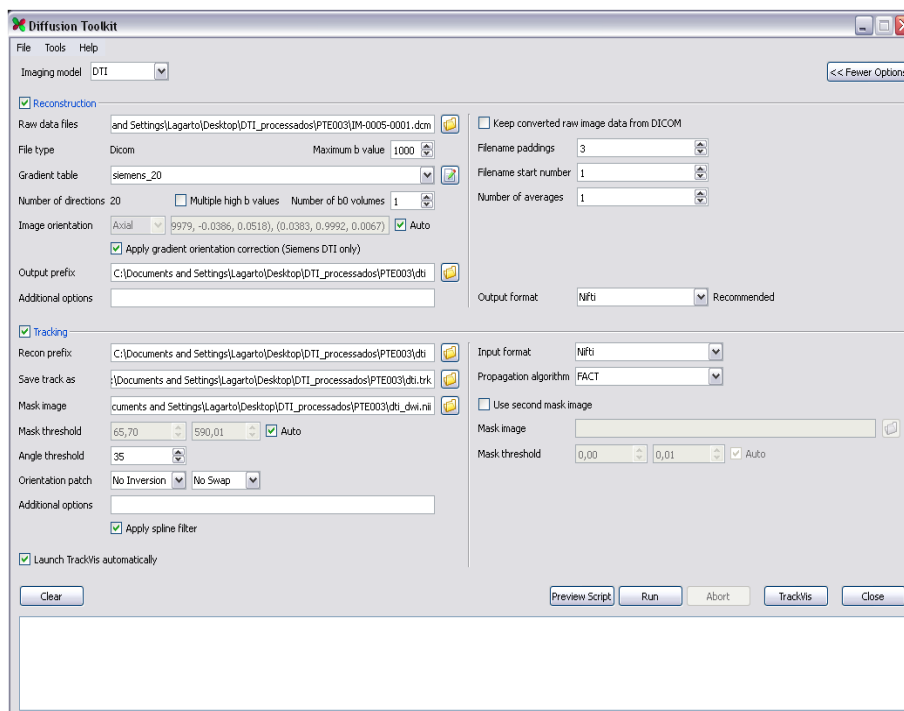 Diffusion Toolkit
File Tools Help
Imaging model DTI << Fewer Options
Reconstruction
Raw data files and Settings\Lagarto\Desktop\DTI_processados\PTE003\IM-0005-0001.dcm Keep converted raw image data from DICOM
File type Dicom Maximum b value 1000 Filename paddings 3
Gradient table siemens_20 Filename start number 1
Number of directions 20 Multiple high b values Number of b0 volumes 1 Number of averages 1
Image orientation Axial 9979, -0.0386, 0.0518), (0.0383, 0.9992, 0.0067) Auto
Apply gradient orientation correction (Siemens DTI only)
Output prefix C:\Documents and Settings\Lagarto\Desktop\DTI_processados\PTE003\dti
Additional options Output format Nifti Recommended
Tracking
Recon prefix C:\Documents and Settings\Lagarto\Desktop\DTI_processados\PTE003\dti Input format Nifti
Save track as :\Documents and Settings\Lagarto\Desktop\DTI_processados\PTE003\dti.trk Propagation algorithm FACT
Mask image cuments and Settings\Lagarto\Desktop\DTI_processados\PTE003\dti_dwi.nii Use second mask image
Mask threshold 65,70 590,01 Auto Mask image
Angle threshold 35 Mask threshold 0,00 0,01 Auto
Orientation patch No Inversion No Swap
Additional options
Apply spline filter
Launch TrackVis automatically
Clear Preview Script Run Abort TrackVis Close